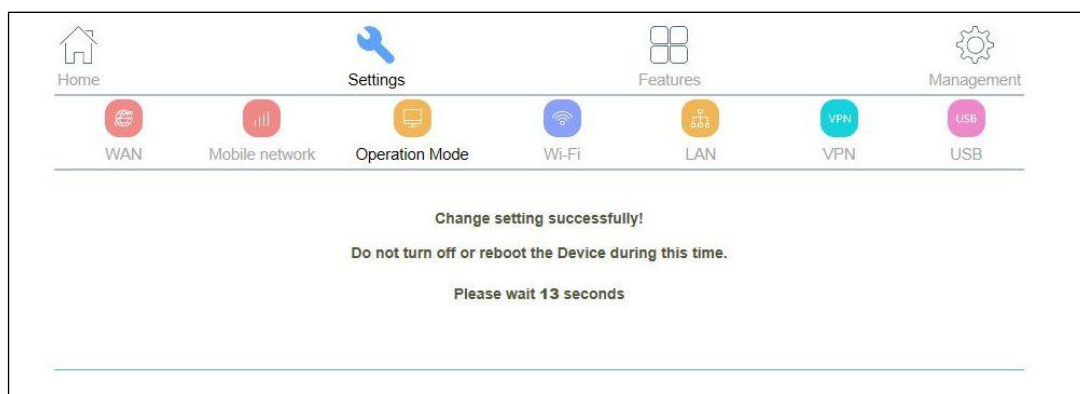 Home Settings Features Management
VPN USB
WAN Mobile network Operation Mode Wi-Fi LAN VPN USB
Change setting successfully!
Do not turn off or reboot the Device during this time.
Please wait 13 seconds